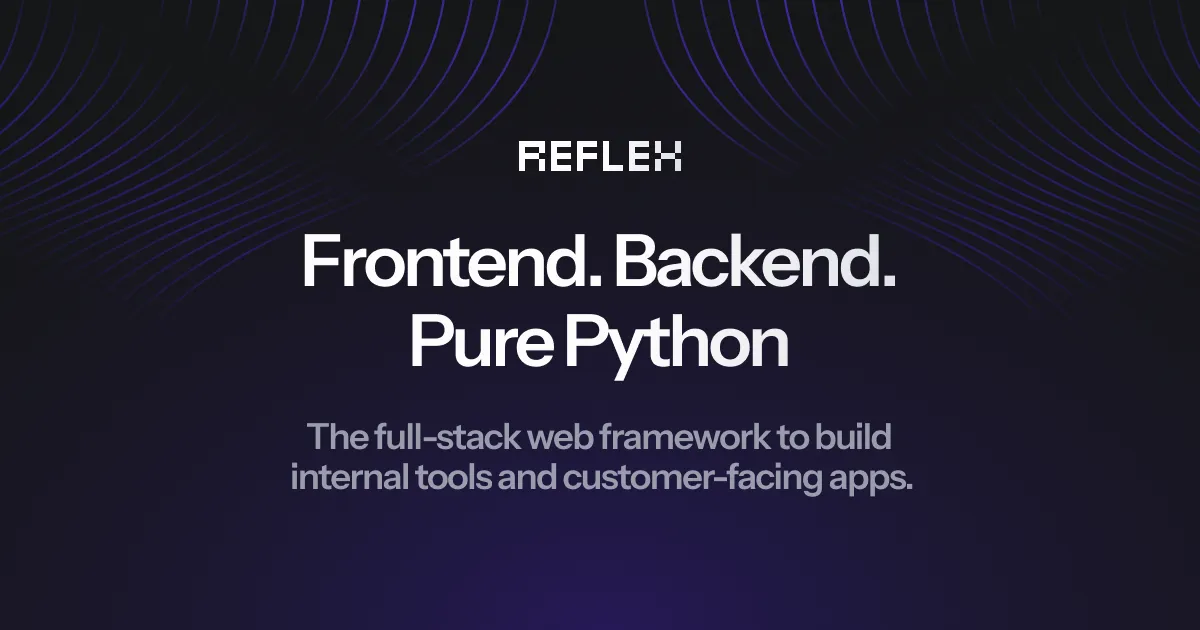 REFLEX
Frontend. Backend.
Pure Python
The full-stack web framework to build
internal tools and customer-facing apps.